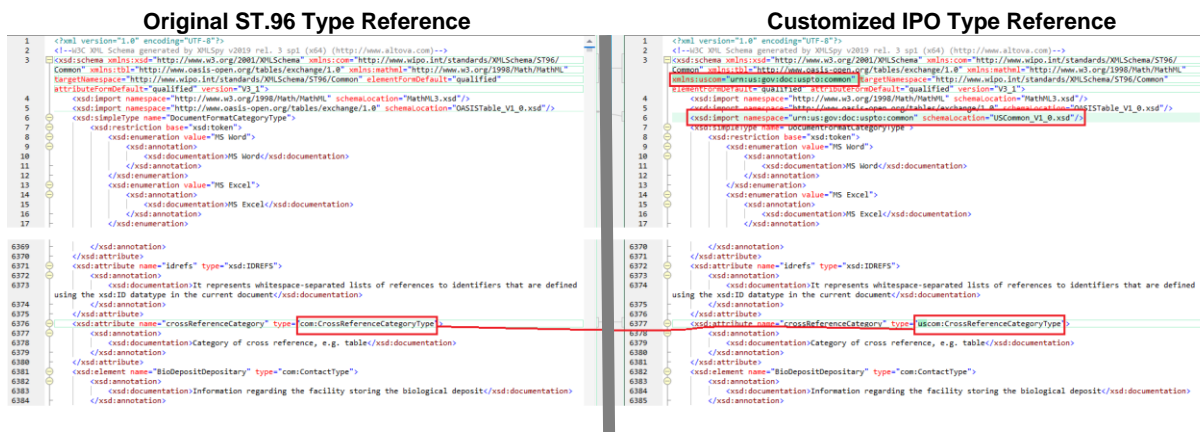 Original ST.96 Type Reference
1 <?xml version="1.0" encoding="UTF-8"?>
2 <!--W3C XML Schema generated by XMLSpy v2019 rel. 3 sp1 (x64) (http://www.altova.com)-->
3 <xsd:schema xmlns:xsd="http://www.w3.org/2001/XMLSchema" xmlns:com="http://www.wipo.int/standards/XMLSchema/ST96/
Common" xmlns:tbl="http://www.oasis-open.org/tables/exchange/1.0" xmlns:mathml="http://www.w3.org/1998/Math/MathML"
targetNamespace="http://www.wipo.int/standards/XMLSchema/ST96/Common" elementFormDefault="qualified"
attributeFormDefault="qualified" version="V3_1">
4 <xsd:import namespace="http://www.w3.org/1998/Math/MathML" schemaLocation="MathML3.xsd"/>
5 <xsd:import namespace="http://www.oasis-open.org/tables/exchange/1.0" schemaLocation="OASISTable_V1_0.xsd"/>
6 <xsd:simpleType name="DocumentFormatCategoryType">
7 <xsd:restriction base="xsd:token">
8 <xsd:enumeration value="MS Word">
9 <xsd:annotation>
10 <xsd:documentation>MS Word</xsd:documentation>
11 </xsd:annotation>
12 </xsd:enumeration>
13 <xsd:enumeration value="MS Excel">
14 <xsd:annotation>
15 <xsd:documentation>MS Excel</xsd:documentation>
16 </xsd:annotation>
17 </xsd:enumeration>
6369 </xsd:annotation>
6370 </xsd:attribute>
6371 <xsd:attribute name="idrefs" type="xsd:IDREFS">
6372 <xsd:annotation>
6373 <xsd:documentation>It represents whitespace-separated lists of references to identifiers that are defined
using the xsd:ID datatype in the current document</xsd:documentation>
6374 </xsd:annotation>
6375 </xsd:attribute>
6376 <xsd:attribute name="crossReferenceCategory" type="com:CrossReferenceCategoryType">
6377 <xsd:annotation>
6378 <xsd:documentation>Category of cross reference, e.g. table</xsd:documentation>
6379 </xsd:annotation>
6380 </xsd:attribute>
6381 <xsd:element name="BioDepositDepositary" type="com:ContactType">
6382 <xsd:annotation>
6383 <xsd:documentation>Information regarding the facility storing the biological deposit</xsd:documentation>
6384 </xsd:annotation>
Customized IPO Type Reference
1 <?xml version="1.0" encoding="UTF-8"?>
2 <!--W3C XML Schema generated by XMLSpy v2019 rel. 3 sp1 (x64) (http://www.altova.com)-->
3 <xsd:schema xmlns:xsd="http://www.w3.org/2001/XMLSchema" xmlns:com="http://www.wipo.int/standards/XMLSchema/ST96/
Common" xmlns:tbl="http://www.oasis-open.org/tables/exchange/1.0" xmlns:mathml="http://www.w3.org/1998/Math/MathML"
xmlns:uscom="urn:us:gov:doc:uspto:common" targetNamespace="http://www.wipo.int/standards/XMLSchema/ST96/Common"
elementFormDefault="qualified" attributeFormDefault="qualified" version="V3_1">
4 <xsd:import namespace="http://www.w3.org/1998/Math/MathML" schemaLocation="MathML3.xsd"/>
5 <xsd:import namespace="http://www.oasis-open.org/tables/exchange/1.0" schemaLocation="OASISTable_V1_0.xsd"/>
6 <xsd:import namespace="urn:us:gov:doc:uspto:common" schemaLocation="USCommon_V1_0.xsd"/>
7 <xsd:simpleType name="DocumentFormatCategoryType">
8 <xsd:restriction base="xsd:token">
9 <xsd:enumeration value="MS Word">
10 <xsd:annotation>
11 <xsd:documentation>MS Word</xsd:documentation>
12 </xsd:annotation>
13 </xsd:enumeration>
14 <xsd:enumeration value="MS Excel">
15 <xsd:annotation>
16 <xsd:documentation>MS Excel</xsd:documentation>
17 </xsd:annotation>
6370 </xsd:annotation>
6371 </xsd:attribute>
6372 <xsd:attribute name="idrefs" type="xsd:IDREFS">
6373 <xsd:annotation>
6374 <xsd:documentation>It represents whitespace-separated lists of references to identifiers that are defined
using the xsd:ID datatype in the current document</xsd:documentation>
6375 </xsd:annotation>
6376 </xsd:attribute>
6377 <xsd:attribute name="crossReferenceCategory" type="uscom:CrossReferenceCategoryType">
6378 <xsd:annotation>
6379 <xsd:documentation>Category of cross reference, e.g. table</xsd:documentation>
6380 </xsd:annotation>
6381 </xsd:attribute>
6382 <xsd:element name="BioDepositDepositary" type="com:ContactType">
6383 <xsd:annotation>
6384 <xsd:documentation>Information regarding the facility storing the biological deposit</xsd:documentation>
6385 </xsd:annotation>